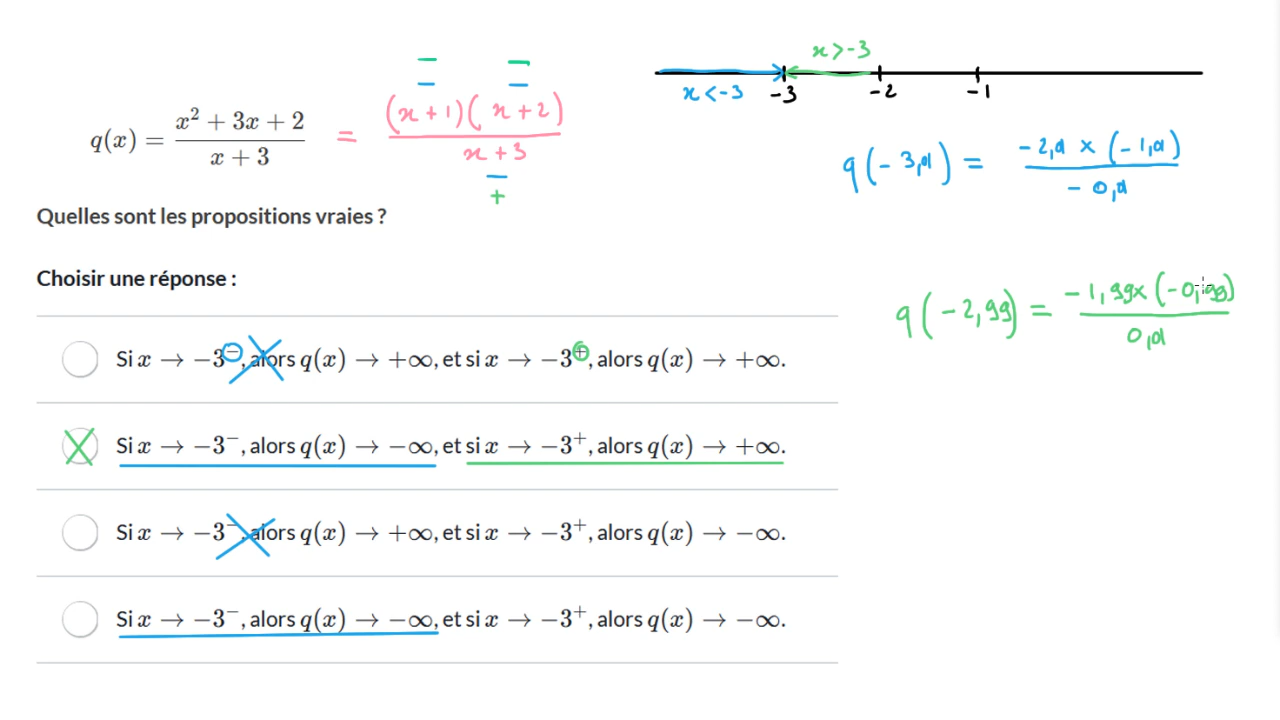 q(x) = (x² + 3x + 2)/(x + 3) = (x + 1)(x + 2)/(x + 3)
− −
− −
−
+
x < -3 x > -3
-3 -2 -1
q(-3,01) = (-2,01 × (-1,01))/(-0,01)
Quelles sont les propositions vraies ?
Choisir une réponse :
q(-2,99) = (-1,99 × (-0,99))/(0,01)
Si x → −3⁻, alors q(x) → +∞, et si x → −3⁺, alors q(x) → +∞.
Si x → −3⁻, alors q(x) → −∞, et si x → −3⁺, alors q(x) → +∞.
Si x → −3⁻, alors q(x) → +∞, et si x → −3⁺, alors q(x) → −∞.
Si x → −3⁻, alors q(x) → −∞, et si x → −3⁺, alors q(x) → −∞.